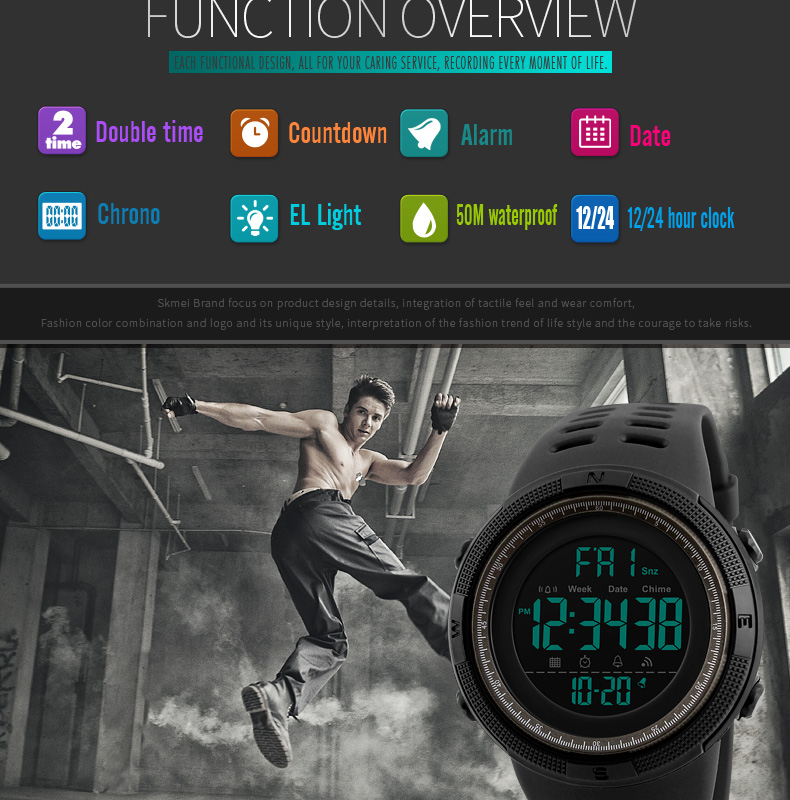 FUNCTION OVERVIEW
EACH FUNCTIONAL DESIGN, ALL FOR YOUR CARING SERVICE, RECORDING EVERY MOMENT OF LIFE.
2 time Double time
Countdown
Alarm
Date
00:00 Chrono
EL Light
50M waterproof
12/24 12/24 hour clock
Skmei Brand focus on product design details, integration of tactile feel and wear comfort,
Fashion color combination and logo and its unique style, interpretation of the fashion trend of life style and the courage to take risks.
N
60
FRI Snz
Week Date Chime
PM 12:34 38
W
E
10-20
30
S